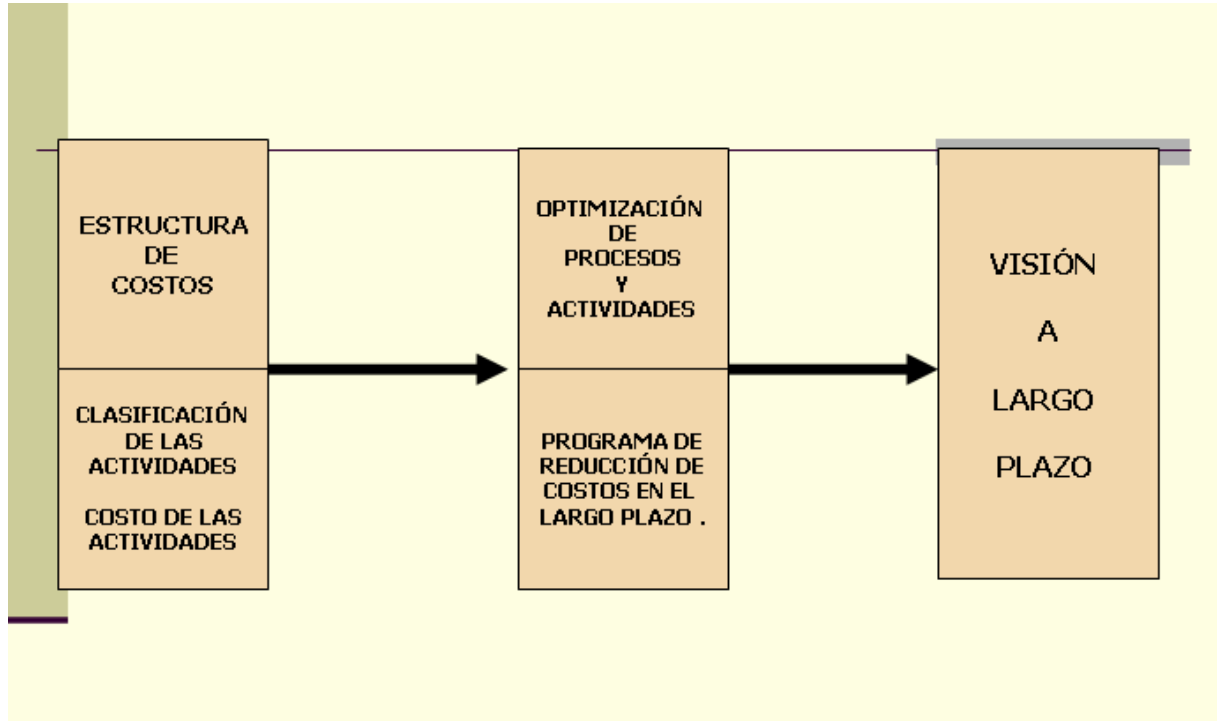 ESTRUCTURA
DE
COSTOS
CLASIFICACIÓN
DE LAS
ACTIVIDADES
COSTO DE LAS
ACTIVIDADES
OPTIMIZACIÓN
DE
PROCESOS
Y
ACTIVIDADES
PROGRAMA DE
REDUCCIÓN DE
COSTOS EN EL
LARGO PLAZO .
VISIÓN
A
LARGO
PLAZO